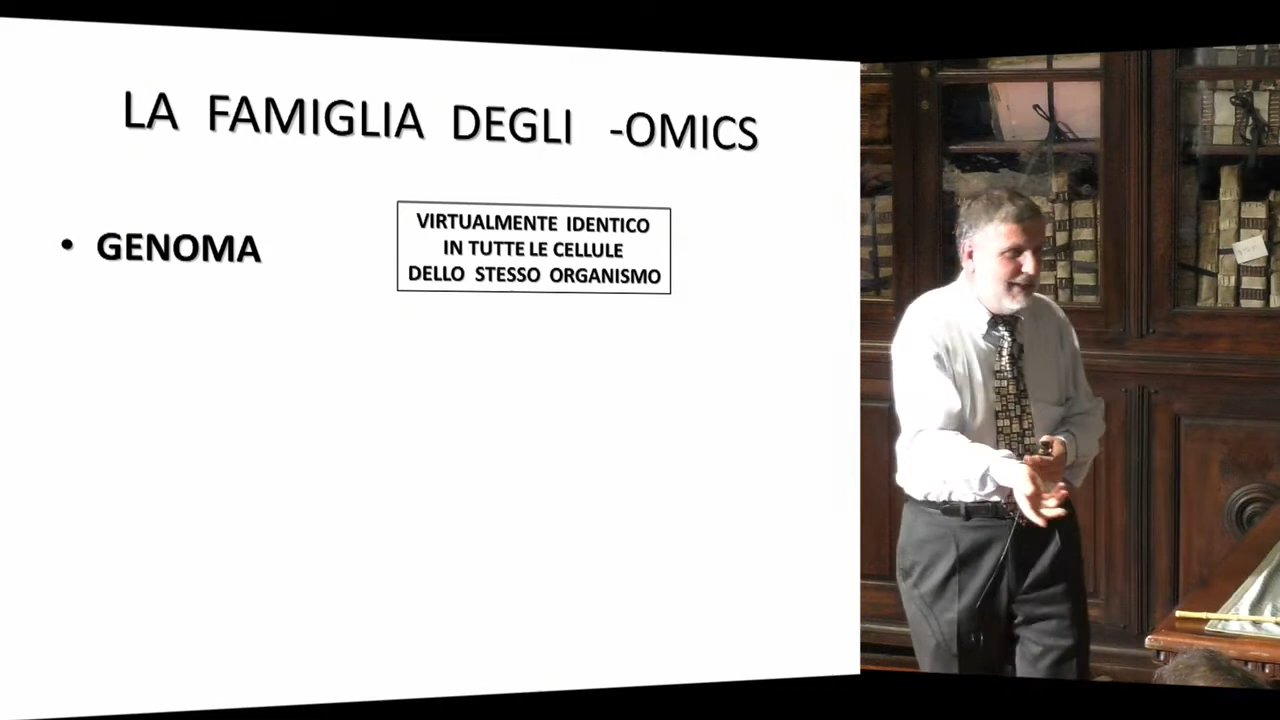 LA FAMIGLIA DEGLI -OMICS
• GENOMA
VIRTUALMENTE IDENTICO
IN TUTTE LE CELLULE
DELLO STESSO ORGANISMO